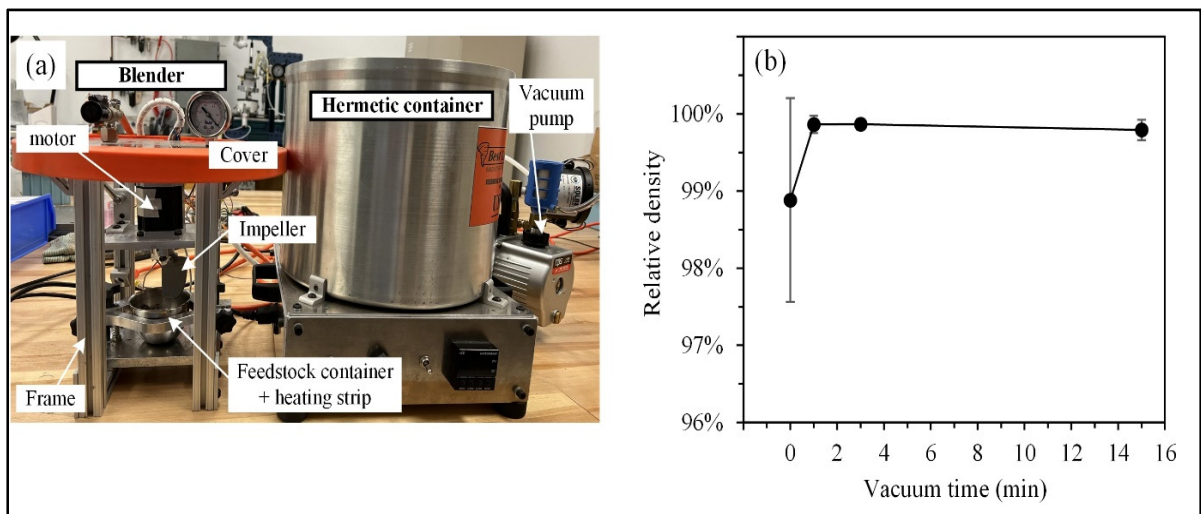 (a)
Blender
motor
Cover
Impeller
Feedstock container
+ heating strip
Frame
Hermetic container
Vacuum
pump
(b)
Relative density
101%
100%
99%
98%
97%
96%
0 2 4 6 8 10 12 14 16
Vacuum time (min)